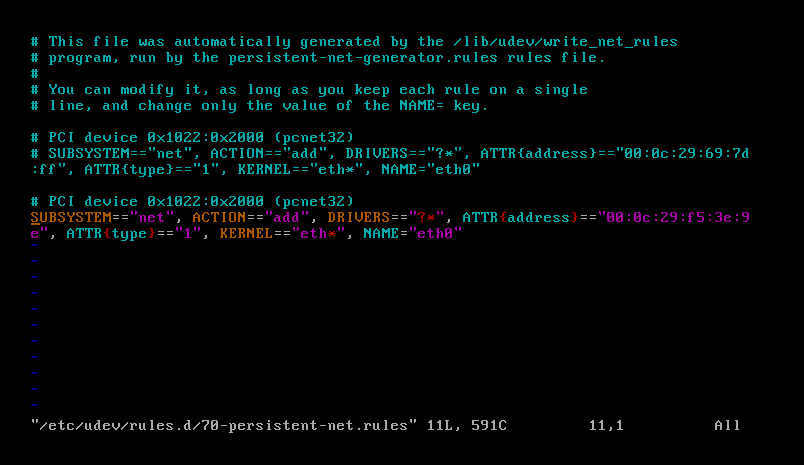 # This file was automatically generated by the /lib/udev/write_net_rules
# program, run by the persistent-net-generator.rules rules file.
#
# You can modify it, as long as you keep each rule on a single
# line, and change only the value of the NAME= key.
# PCI device 0x1022:0x2000 (pcnet32)
# SUBSYSTEM=="net", ACTION=="add", DRIVERS=="?*", ATTR{address}=="00:0c:29:69:7d
:ff", ATTR{type}=="1", KERNEL=="eth*", NAME="eth0"
# PCI device 0x1022:0x2000 (pcnet32)
SUBSYSTEM=="net", ACTION=="add", DRIVERS=="?*", ATTR{address}=="00:0c:29:f5:3e:9
e", ATTR{type}=="1", KERNEL=="eth*", NAME="eth0"
~
~
~
~
~
~
~
~
~
~
~
"/etc/udev/rules.d/70-persistent-net.rules" 11L, 591C 11,1 All